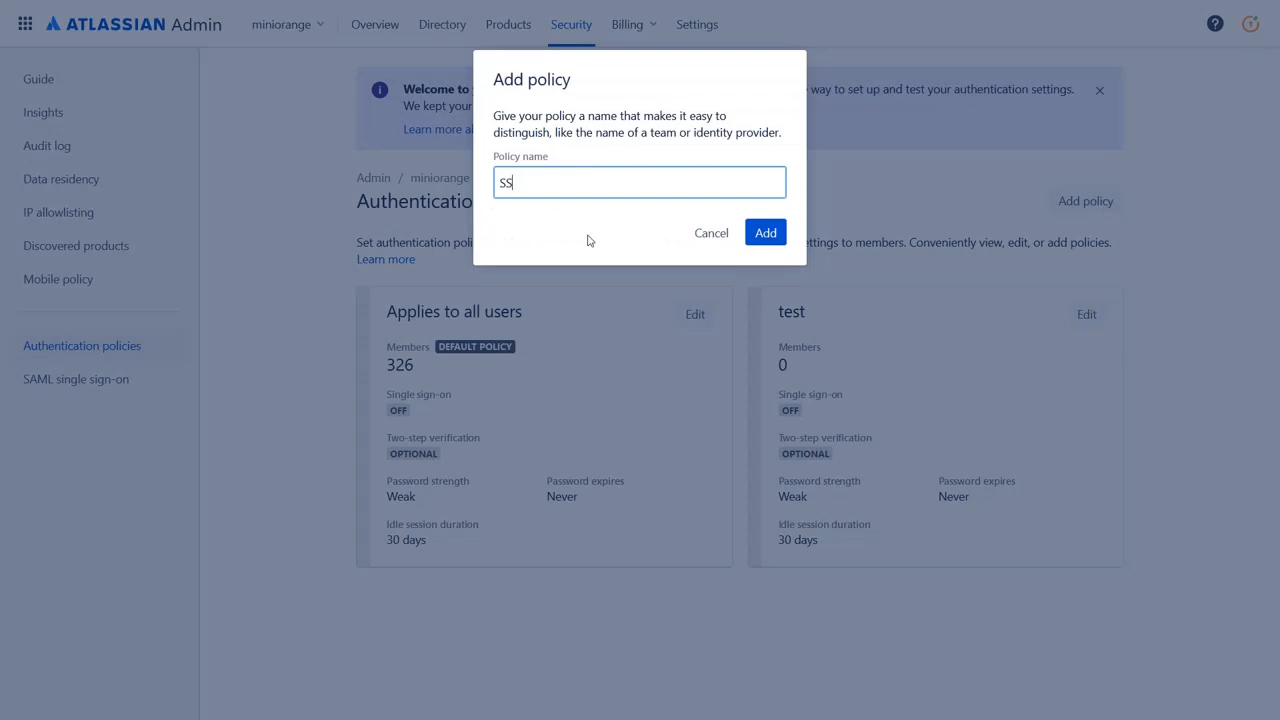 ATLASSIAN Admin
miniorange
Overview
Directory
Products
Security
Billing
Settings
Guide
Insights
Audit log
Data residency
IP allowlisting
Discovered products
Mobile policy
Authentication policies
SAML single sign-on
Welcome to
way to set up and test your authentication settings.
We kept your
Learn more
Admin / miniorange
Authenticatio
Add policy
Set authentication
ettings to members. Conveniently view, edit, or add policies.
Learn more
Add policy
Give your policy a name that makes it easy to
distinguish, like the name of a team or identity provider.
Policy name
SS
Cancel
Add
Applies to all users
Edit
Members DEFAULT POLICY
326
Single sign-on
OFF
Two-step verification
OPTIONAL
Password strength
Weak
Password expires
Never
Idle session duration
30 days
test
Edit
Members
0
Single sign-on
OFF
Two-step verification
OPTIONAL
Password strength
Weak
Password expires
Never
Idle session duration
30 days